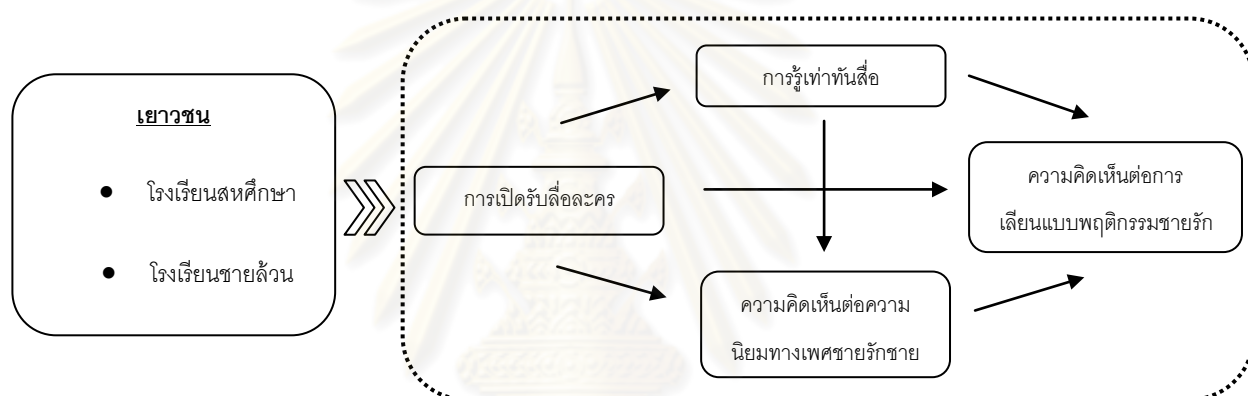 เยาวชน
● โรงเรียนสหศึกษา
● โรงเรียนชายล้วน
การเปิดรับสื่อละคร
การรู้เท่าทันสื่อ
ความคิดเห็นต่อความ
นิยมทางเพศชายรักชาย
ความคิดเห็นต่อการ
เลียนแบบพฤติกรรมชายรัก